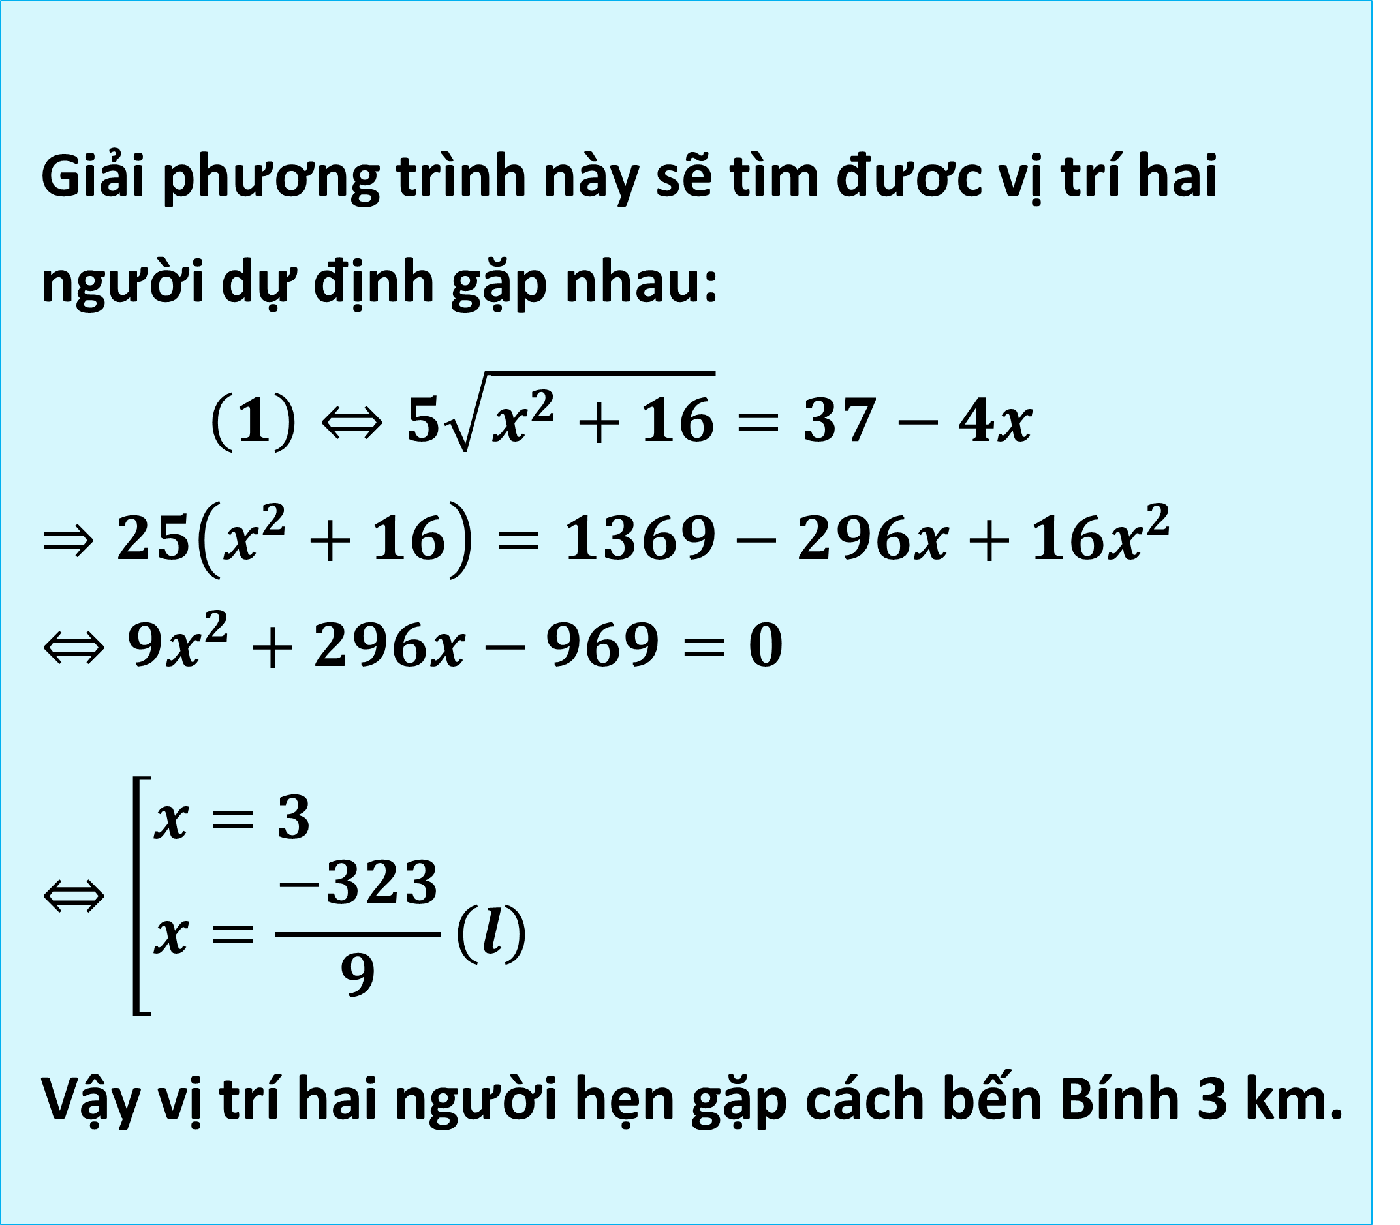 Giải phương trình này sẽ tìm đươc vị trí hai
người dự định gặp nhau:
(1) ⇔ 5√(x² + 16) = 37 − 4x
⇒ 25(x² + 16) = 1369 − 296x + 16x²
⇔ 9x² + 296x − 969 = 0
⇔ [ x = 3
x = −323/9 (l)
Vậy vị trí hai người hẹn gặp cách bến Bính 3 km.